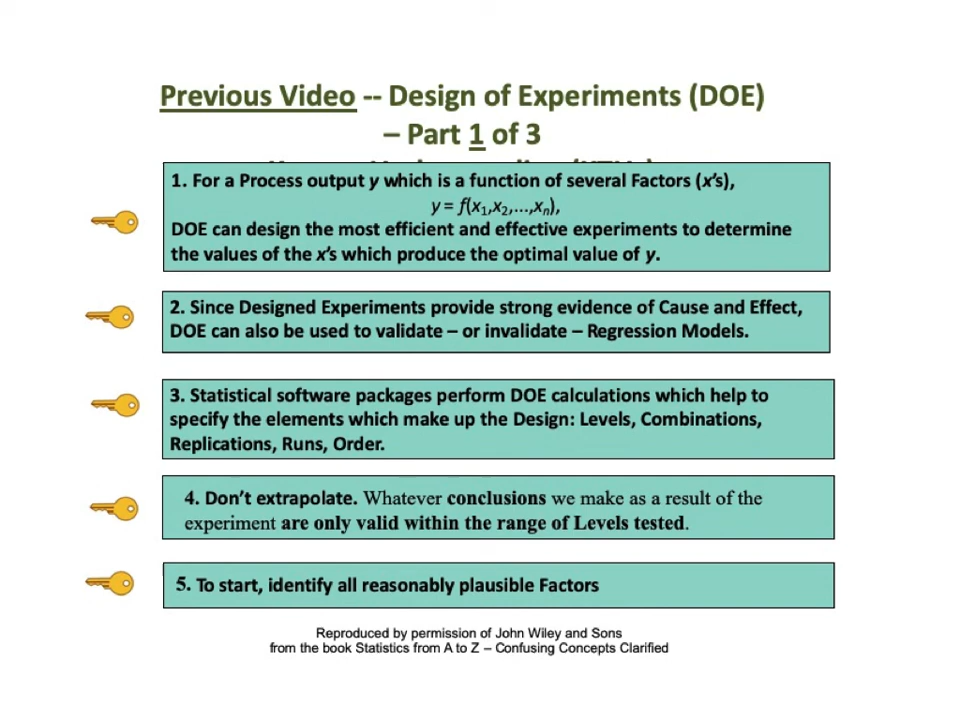 Previous Video -- Design of Experiments (DOE)
– Part 1 of 3
1. For a Process output y which is a function of several Factors (x's),
y = f(x₁,x₂,...,xₙ),
DOE can design the most efficient and effective experiments to determine
the values of the x's which produce the optimal value of y.
2. Since Designed Experiments provide strong evidence of Cause and Effect,
DOE can also be used to validate – or invalidate – Regression Models.
3. Statistical software packages perform DOE calculations which help to
specify the elements which make up the Design: Levels, Combinations,
Replications, Runs, Order.
4. Don't extrapolate. Whatever conclusions we make as a result of the
experiment are only valid within the range of Levels tested.
5. To start, identify all reasonably plausible Factors
Reproduced by permission of John Wiley and Sons
from the book Statistics from A to Z – Confusing Concepts Clarified